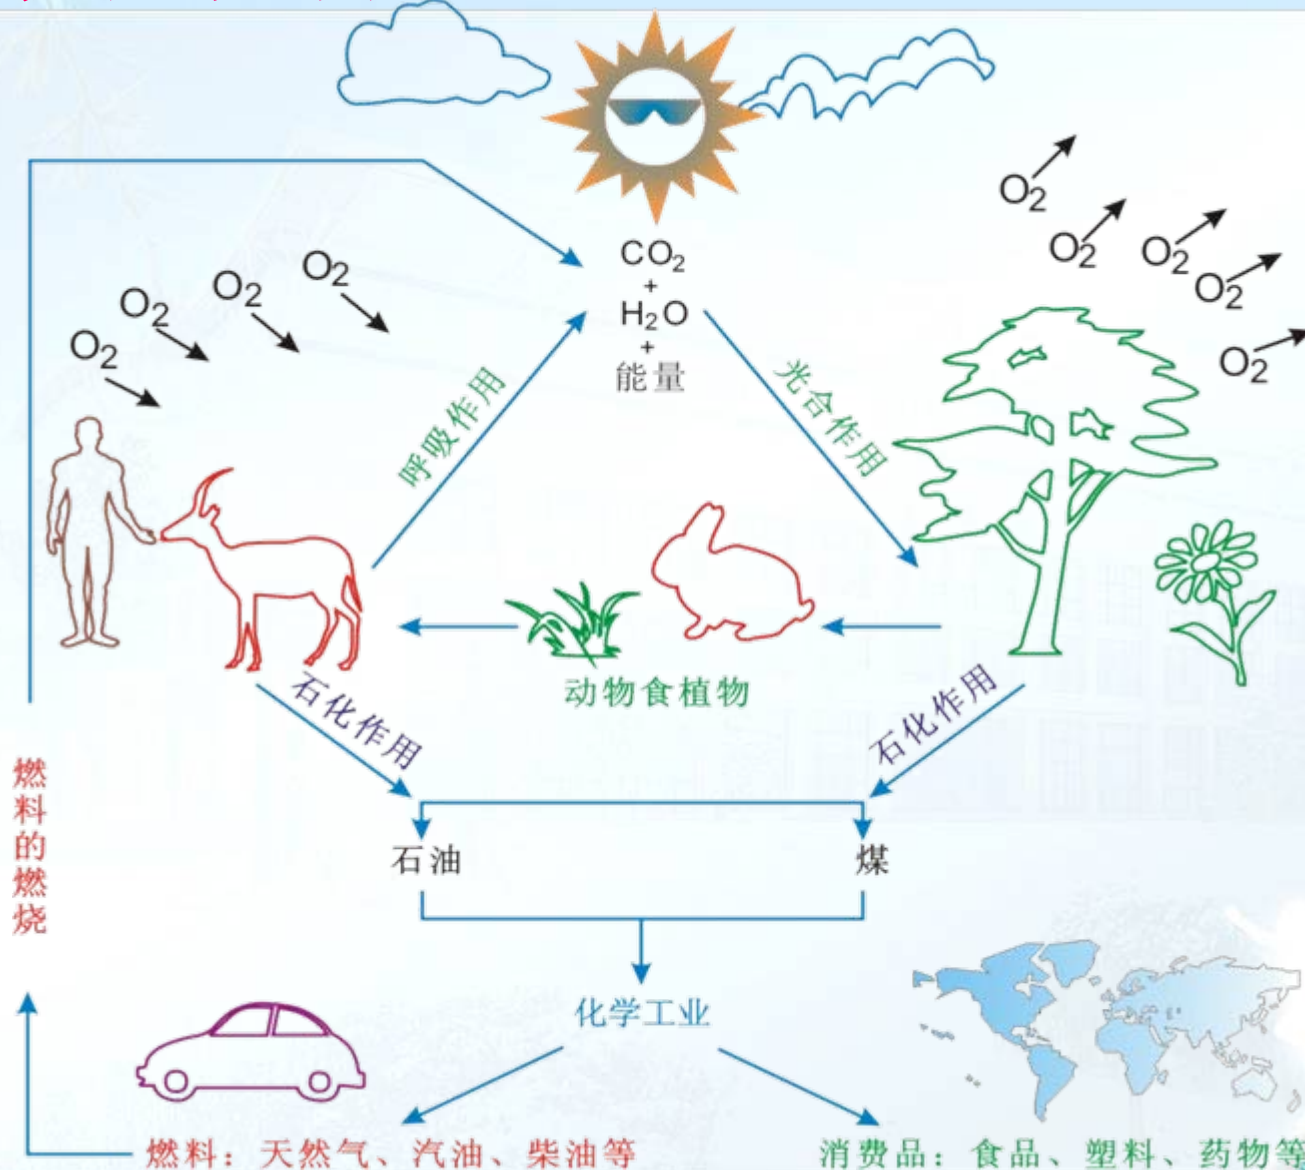 CO2
+
H2O
+
能量
O2
O2
O2
O2
O2
O2
O2
O2
O2
呼吸作用
光合作用
动物食植物
石化作用
石化作用
石油
煤
燃料的燃烧
化学工业
燃料：天然气、汽油、柴油等
消费品：食品、塑料、药物等